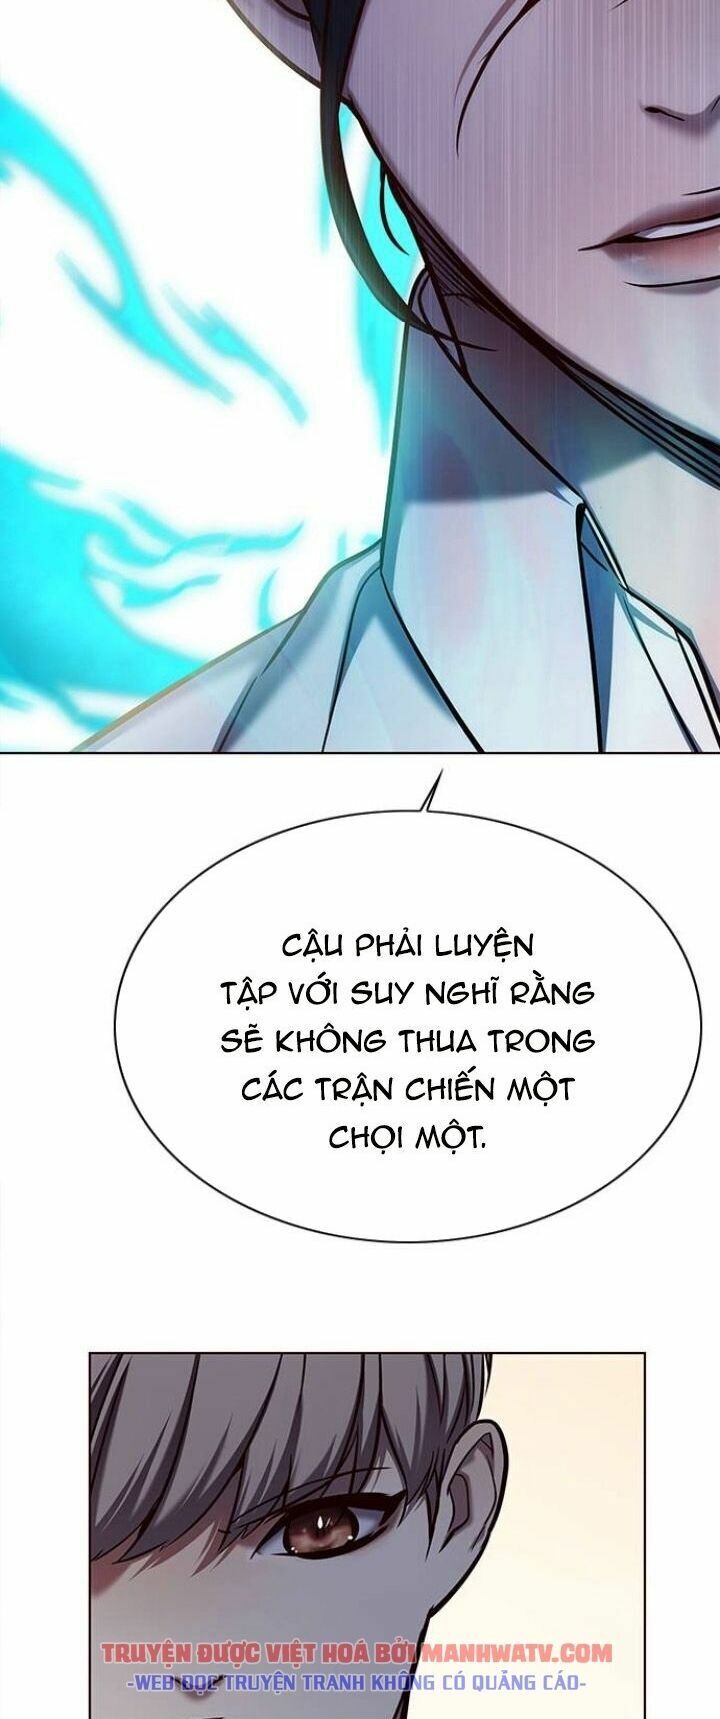 CẬU PHẢI LUYỆN
TẬP VỚI SUY NGHĨ RẰNG
SẼ KHÔNG THUA TRONG
CÁC TRẬN CHIẾN MỘT
CHỌI MỘT.
TRUYỆN ĐƯỢC VIỆT HOÁ BỞI MANHWATV.COM
-WEB ĐỌC TRUYỆN TRANH KHÔNG CÓ QUẢNG CÁO-